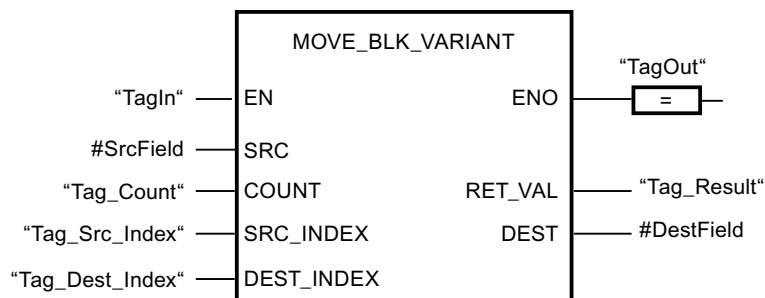 MOVE_BLK_VARIANT
“TagOut“
“TagIn“ EN ENO =
#SrcField SRC
“Tag_Count“ COUNT RET_VAL “Tag_Result“
“Tag_Src_Index“ SRC_INDEX DEST #DestField
“Tag_Dest_Index“ DEST_INDEX